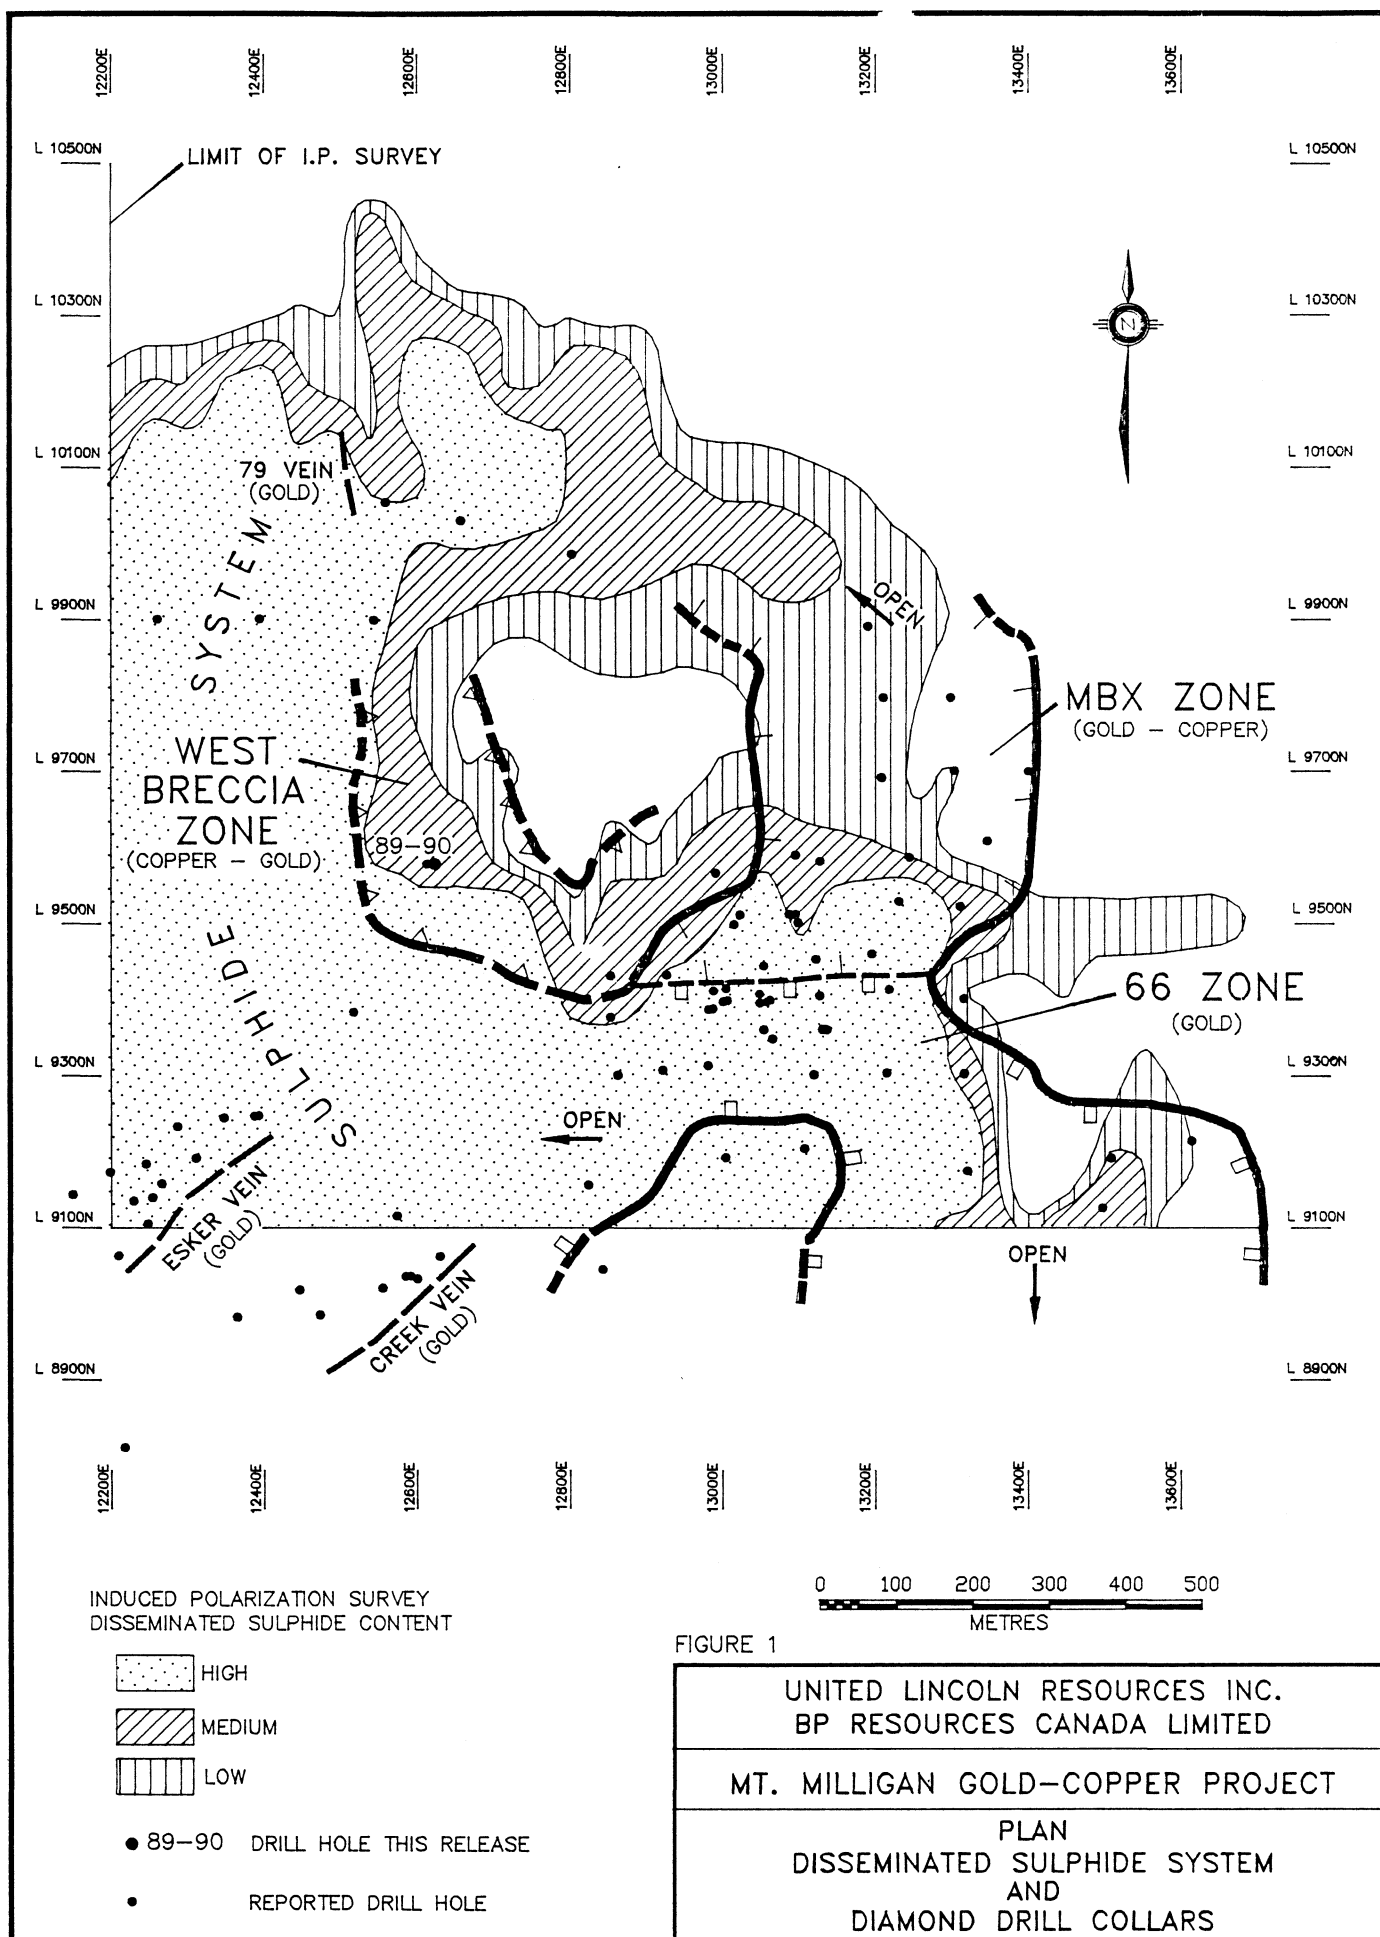 12200E
12400E
12600E
12800E
13000E
13200E
13400E
13600E
L 10500N
LIMIT OF I.P. SURVEY
L 10500N
L 10300N
L 10300N
N
L 10100N
79 VEIN
(GOLD)
L 10100N
SYSTEM
L 9900N
OPEN
L 9900N
MBX ZONE
(GOLD – COPPER)
WEST
BRECCIA
ZONE
(COPPER – GOLD)
L 9700N
L 9700N
89–90
L 9500N
L 9500N
SULPHIDE
66 ZONE
(GOLD)
L 9300N
L 9300N
OPEN
ESKER VEIN
(GOLD)
L 9100N
L 9100N
OPEN
CREEK VEIN
(GOLD)
L 8900N
L 8900N
12200E
12400E
12600E
12800E
13000E
13200E
13400E
13600E
INDUCED POLARIZATION SURVEY
DISSEMINATED SULPHIDE CONTENT
HIGH
MEDIUM
LOW
89–90 DRILL HOLE THIS RELEASE
REPORTED DRILL HOLE
0 100 200 300 400 500
METRES
FIGURE 1
UNITED LINCOLN RESOURCES INC.
BP RESOURCES CANADA LIMITED
MT. MILLIGAN GOLD–COPPER PROJECT
PLAN
DISSEMINATED SULPHIDE SYSTEM
AND
DIAMOND DRILL COLLARS